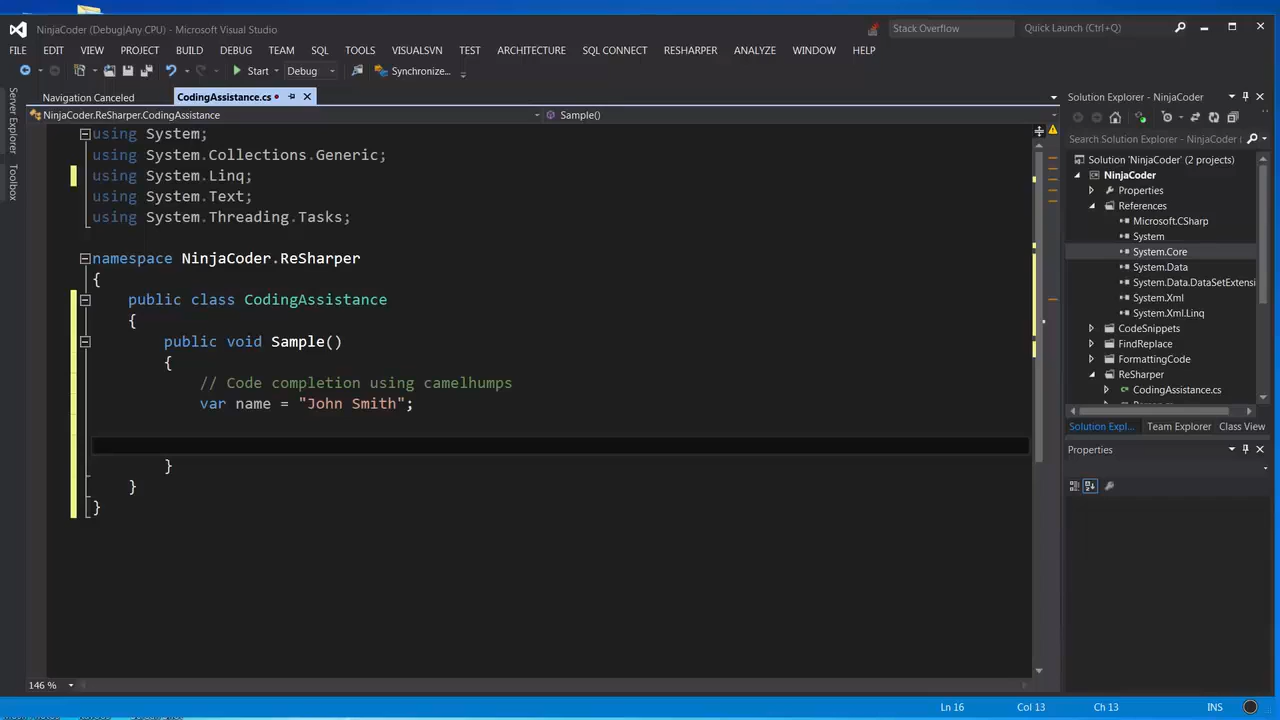 NinjaCoder (Debug|Any CPU) - Microsoft Visual Studio
Stack Overflow
Quick Launch (Ctrl+Q)
FILE EDIT VIEW PROJECT BUILD DEBUG TEAM SQL TOOLS VISUALSVN TEST ARCHITECTURE SQL CONNECT RESHARPER ANALYZE WINDOW HELP
Start Debug Synchronize...
Server Explorer
Toolbox
Navigation Canceled CodingAssistance.cs
NinjaCoder.ReSharper.CodingAssistance Sample()
using System;
using System.Collections.Generic;
using System.Linq;
using System.Text;
using System.Threading.Tasks;
namespace NinjaCoder.ReSharper
{
public class CodingAssistance
{
public void Sample()
{
// Code completion using camelhumps
var name = "John Smith";
}
}
}
146 %
Solution Explorer - NinjaCoder
Search Solution Explorer - NinjaCoder
Solution 'NinjaCoder' (2 projects)
NinjaCoder
Properties
References
Microsoft.CSharp
System
System.Core
System.Data
System.Data.DataSetExtensi
System.Xml
System.Xml.Linq
CodeSnippets
FindReplace
FormattingCode
ReSharper
CodingAssistance.cs
Solution Expl... Team Explorer Class View
Properties
Ln 16 Col 13 Ch 13 INS